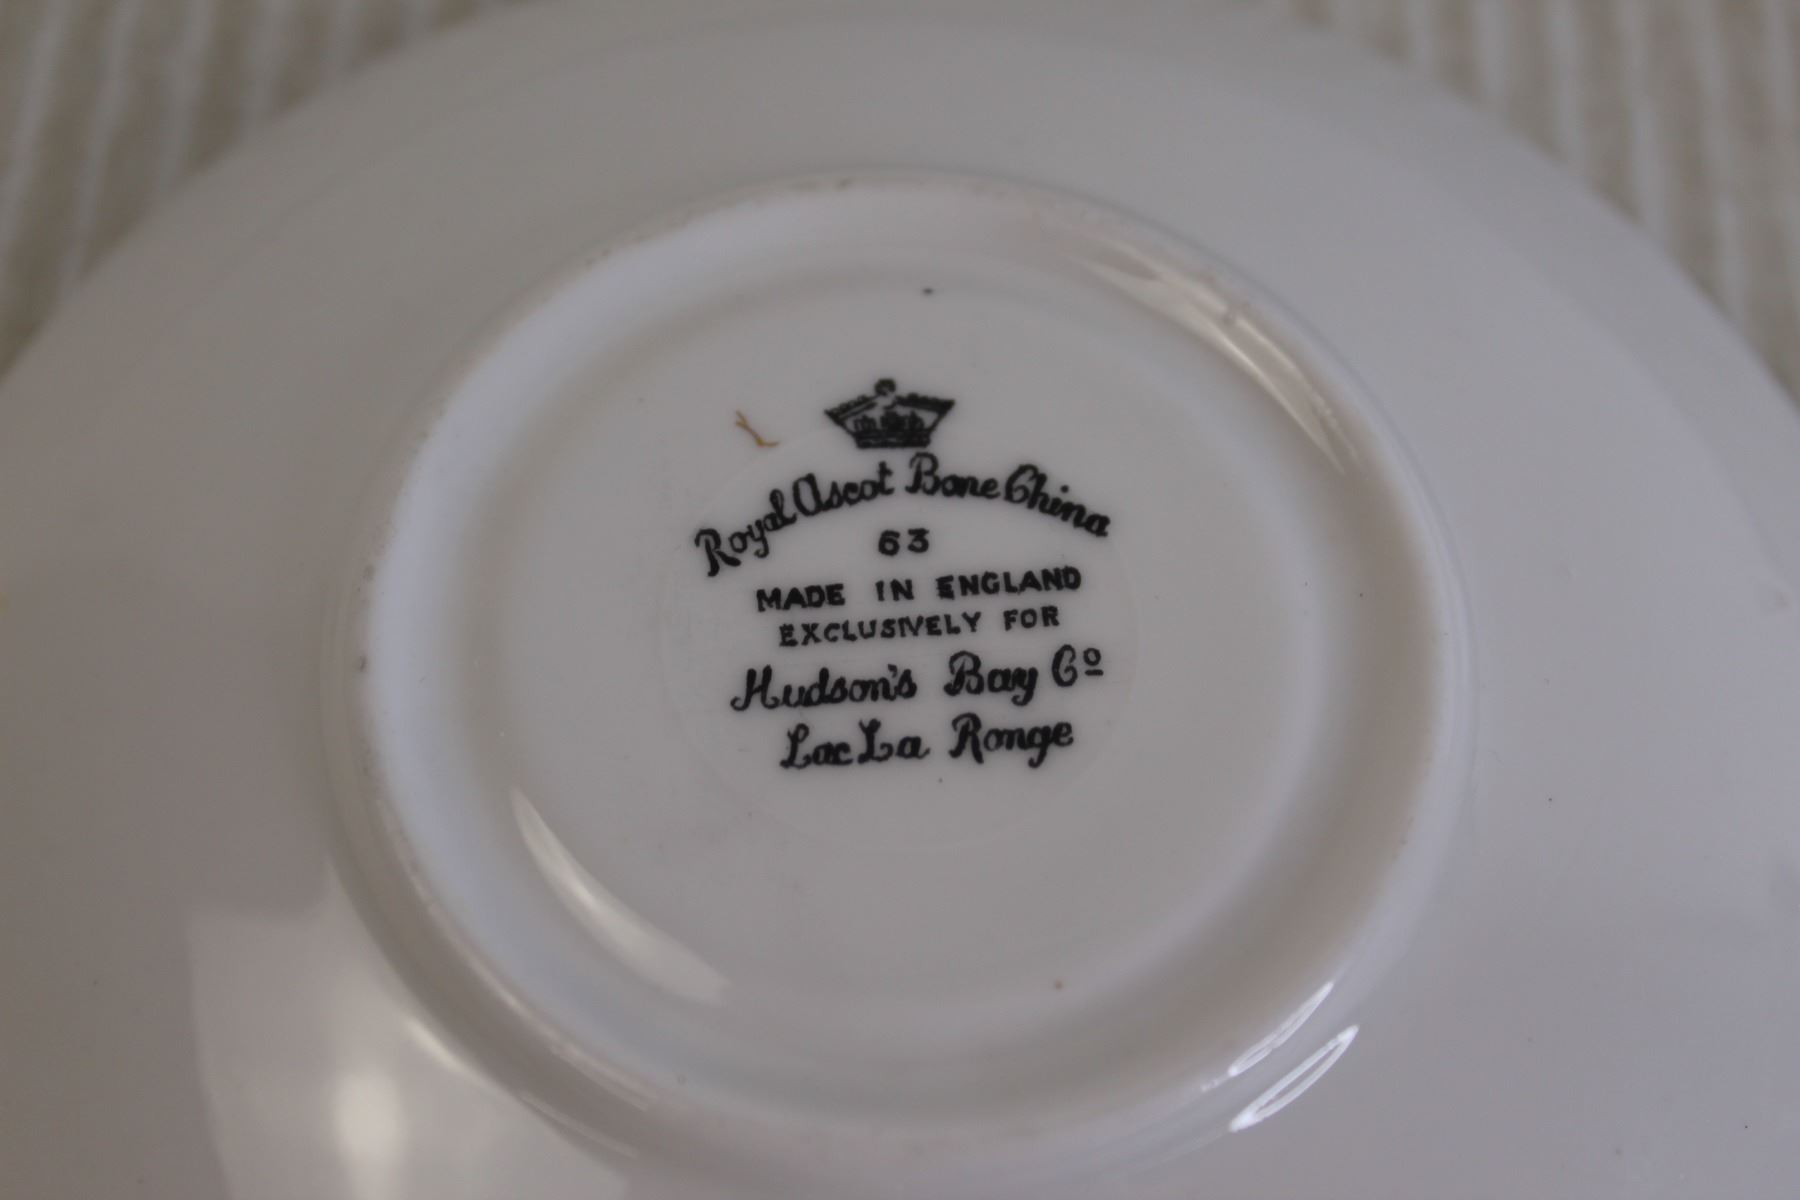 Royal Ascot Bone China
63
MADE IN ENGLAND
EXCLUSIVELY FOR
Hudson's Bay Cº
Lac La Ronge